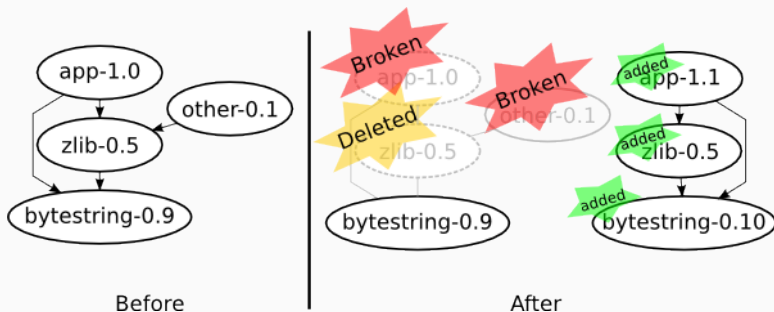 app-1.0
other-0.1
zlib-0.5
bytestring-0.9
Before
Broken
app-1.0
Broken
other-0.1
Deleted
zlib-0.5
bytestring-0.9
added
app-1.1
added
zlib-0.5
added
bytestring-0.10
After